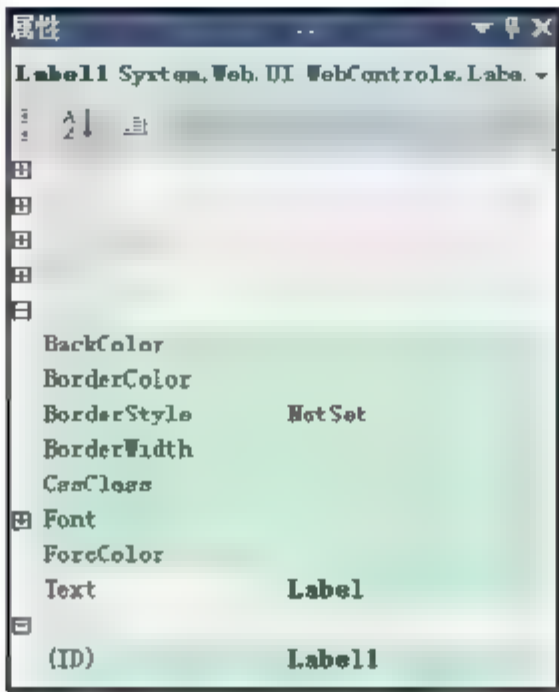 属性
Label1 System.Web.UI WebControls.Labe
BackColor
BorderColor
BorderStyle NotSet
BorderWidth
CssClass
Font
ForeColor
Text Label
(ID) Label1